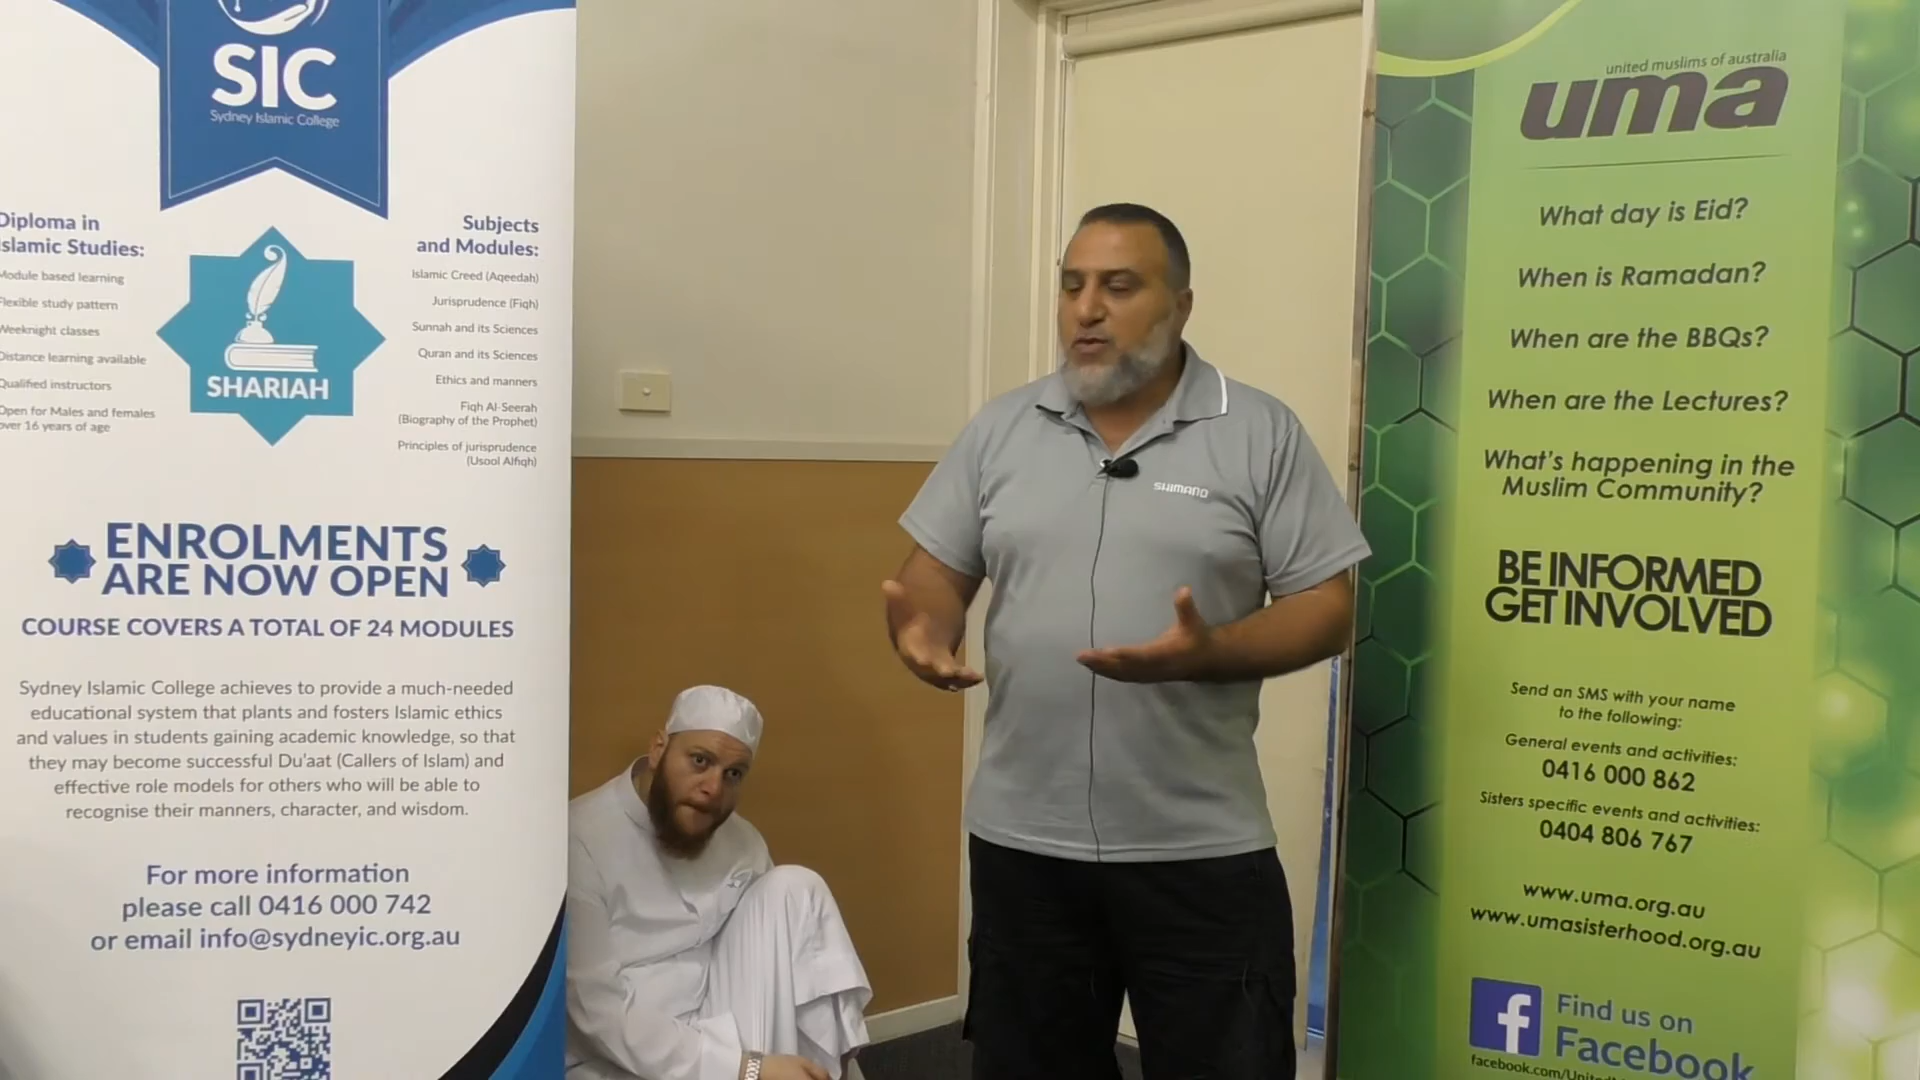 SIC
Sydney Islamic College
Diploma in
Islamic Studies:
Module based learning
Flexible study pattern
Weeknight classes
Distance learning available
Qualified instructors
Open for Males and females
over 16 years of age
SHARIAH
Subjects
and Modules:
Islamic Creed (Aqeedah)
Jurisprudence (Fiqh)
Sunnah and its Sciences
Quran and its Sciences
Ethics and manners
Fiqh Al-Seerah
(Biography of the Prophet)
Principles of jurisprudence
(Usool Alfiqh)
ENROLMENTS
ARE NOW OPEN
COURSE COVERS A TOTAL OF 24 MODULES
Sydney Islamic College achieves to provide a much-needed
educational system that plants and fosters Islamic ethics
and values in students gaining academic knowledge, so that
they may become successful Du'aat (Callers of Islam) and
effective role models for others who will be able to
recognise their manners, character, and wisdom.
For more information
please call 0416 000 742
or email info@sydneyic.org.au
SHIMANO
united muslims of australia
uma
What day is Eid?
When is Ramadan?
When are the BBQs?
When are the Lectures?
What's happening in the
Muslim Community?
BE INFORMED
GET INVOLVED
Send an SMS with your name
to the following:
General events and activities:
0416 000 862
Sisters specific events and activities:
0404 806 767
www.uma.org.au
www.umasisterhood.org.au
f
Find us on
Facebook